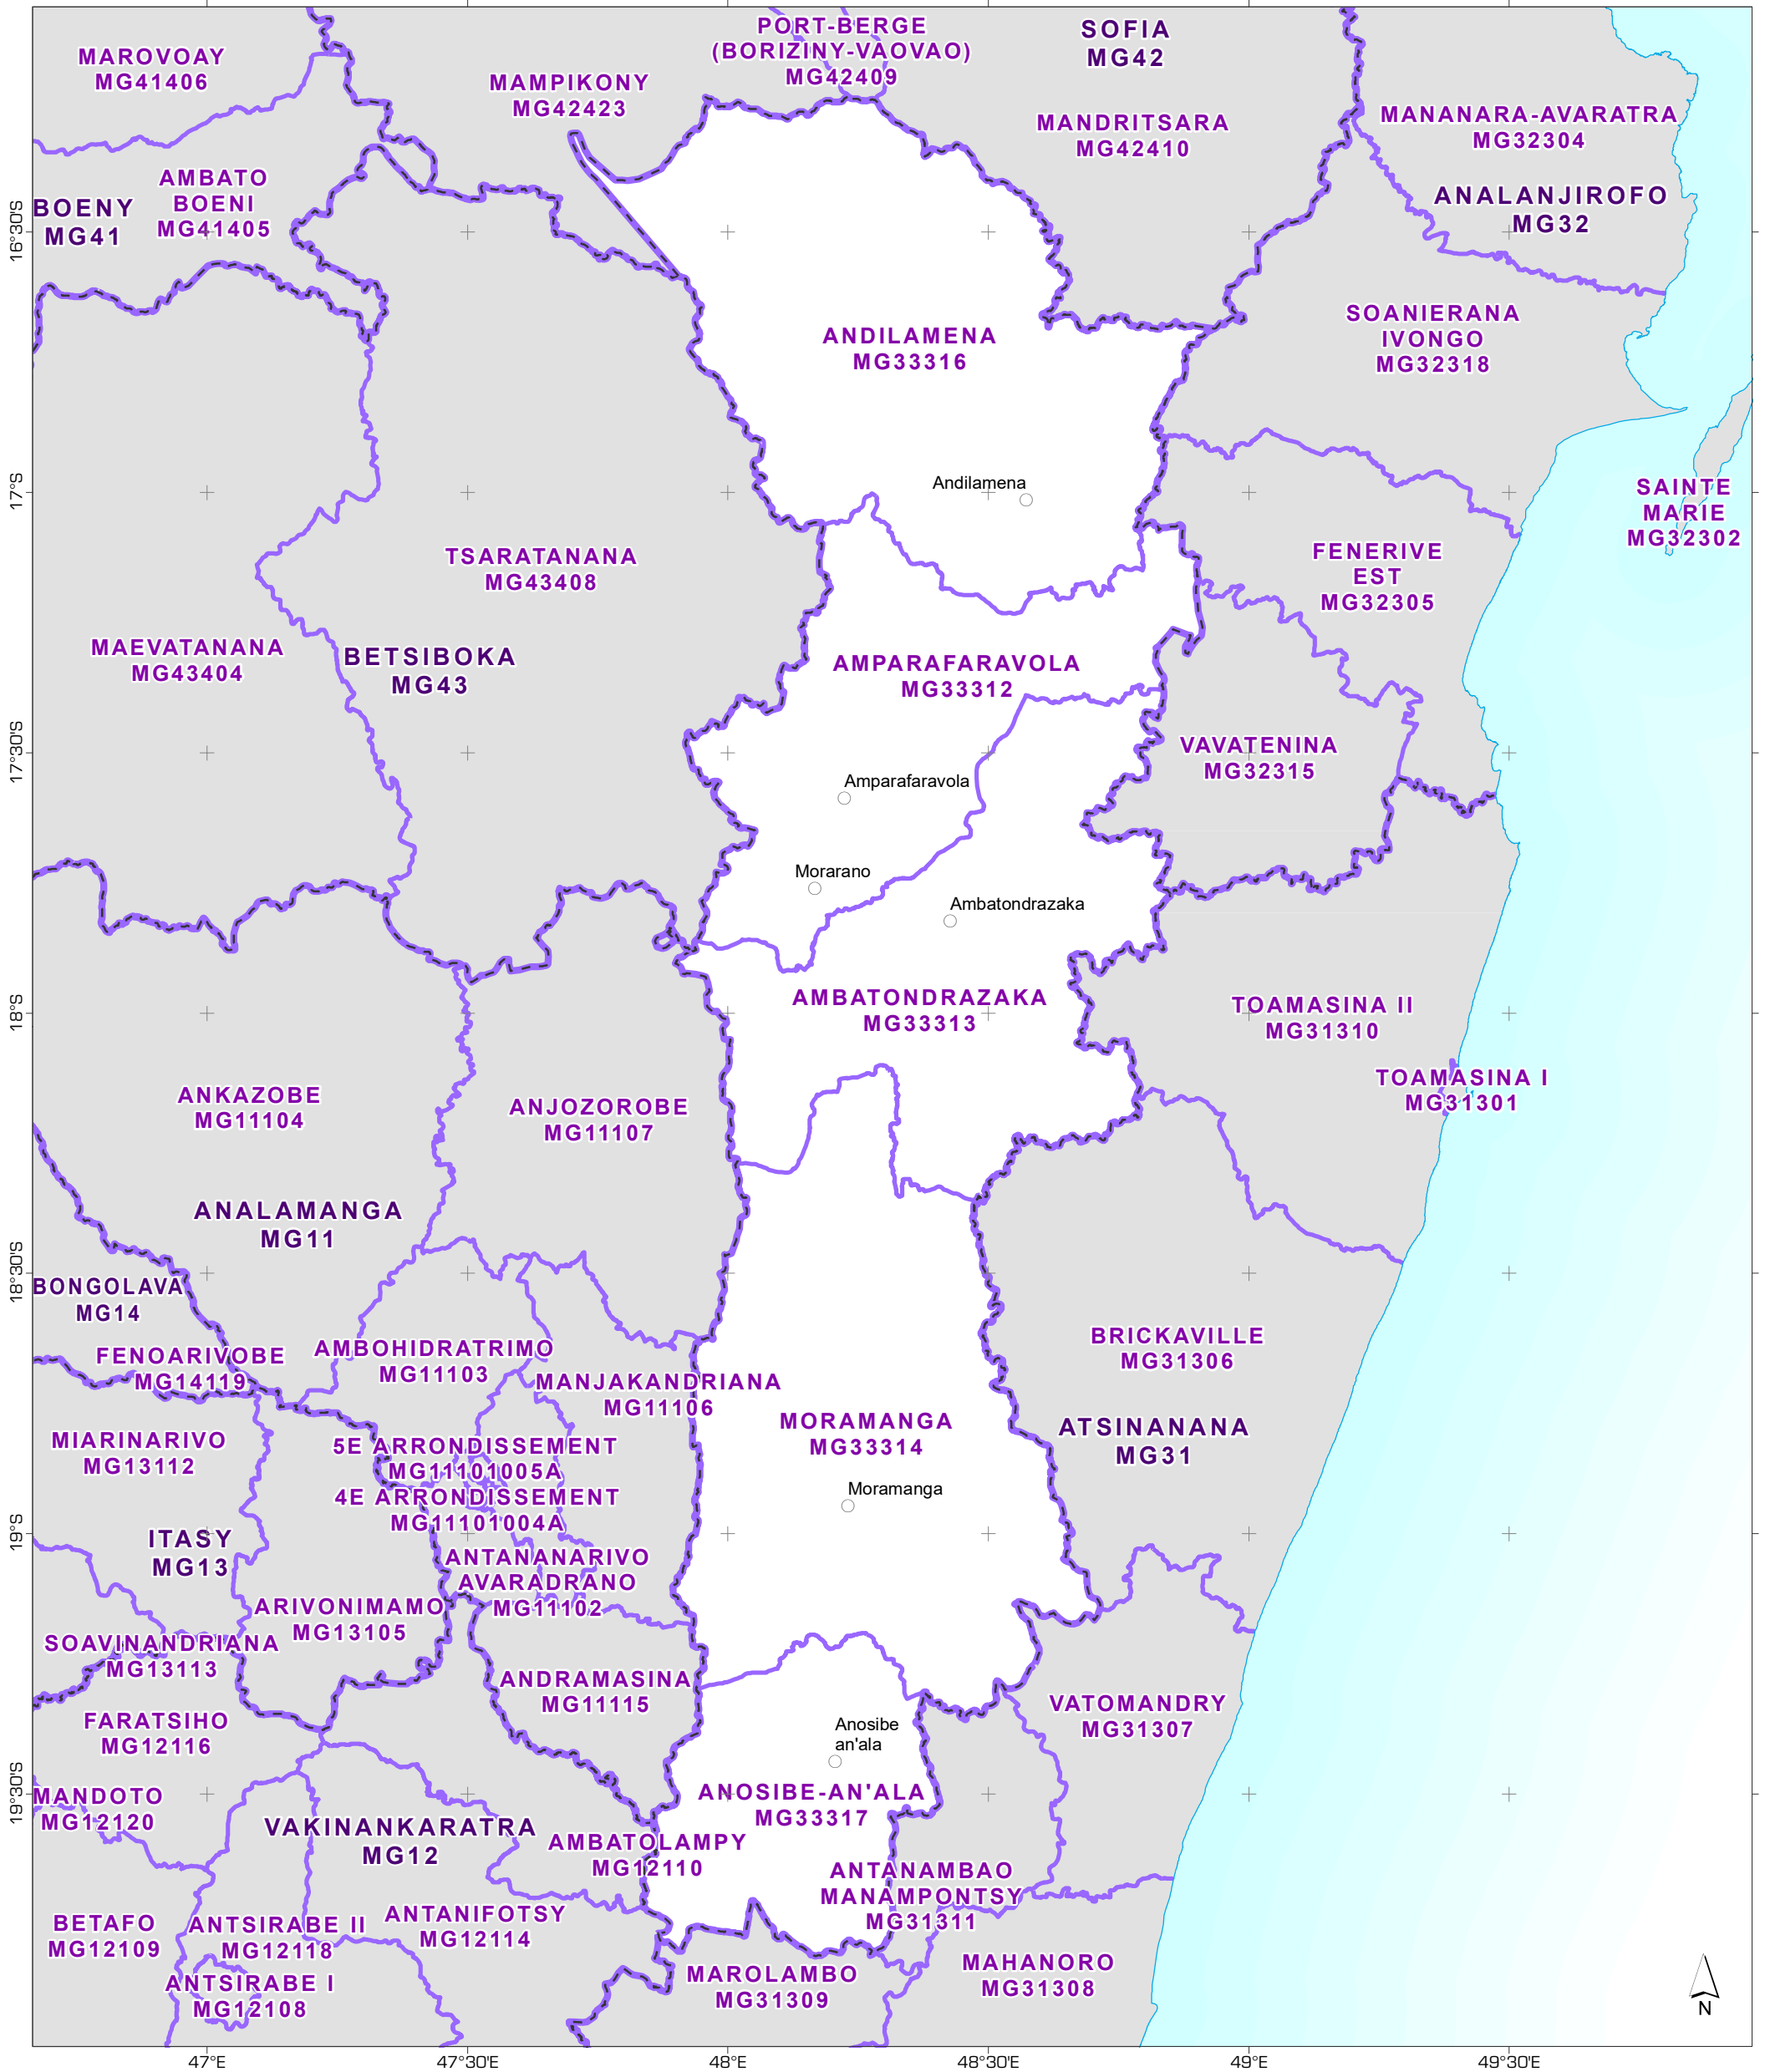 PORT-BERGE
(BORIZINY-VAOVAO)
MG42409
SOFIA
MG42
MAROVOAY
MG41406
MAMPIKONY
MG42423
MANDRITSARA
MG42410
MANANARA-AVARATRA
MG32304
AMBATO
BOENI
MG41405
BOENY
MG41
ANALANJIROFO
MG32
16°30'S
SOANIERANA
IVONGO
MG32318
ANDILAMENA
MG33316
Andilamena
17°S
SAINTE
MARIE
MG32302
TSARATANANA
MG43408
FENERIVE
EST
MG32305
MAEVATANANA
MG43404
BETSIBOKA
MG43
AMPARAFARAVOLA
MG33312
VAVATENINA
MG32315
17°30'S
Amparafaravola
Morarano
Ambatondrazaka
AMBATONDRAZAKA
MG33313
TOAMASINA II
MG31310
18°S
TOAMASINA I
MG31301
ANKAZOBE
MG11104
ANJOZOROBE
MG11107
ANALAMANGA
MG11
18°30'S
BONGOLAVA
MG14
FENOARIVOBE
MG14119
AMBOHIDRATRIMO
MG11103
BRICKAVILLE
MG31306
MANJAKANDRIANA
MG11106
MORAMANGA
MG33314
ATSINANANA
MG31
MIARINARIVO
MG13112
5E ARRONDISSEMENT
MG11101005A
4E ARRONDISSEMENT
MG11101004A
Moramanga
19°S
ITASY
MG13
ANTANANARIVO
AVARADRANO
MG11102
ARIVONIMAMO
MG13105
SOAVINANDRIANA
MG13113
ANDRAMASINA
MG11115
VATOMANDRY
MG31307
FARATSIHO
MG12116
Anosibe
an'ala
19°30'S
MANDOTO
MG12120
ANOSIBE-AN'ALA
MG33317
VAKINANKARATRA
MG12
AMBATOLAMPY
MG12110
ANTANAMBAO
MANAMPONTSY
MG31311
BETAFO
MG12109
ANTSIRABE II
MG12118
ANTANIFOTSY
MG12114
MAROLAMBO
MG31309
MAHANORO
MG31308
ANTSIRABE I
MG12108
N
47°E
47°30'E
48°E
48°30'E
49°E
49°30'E